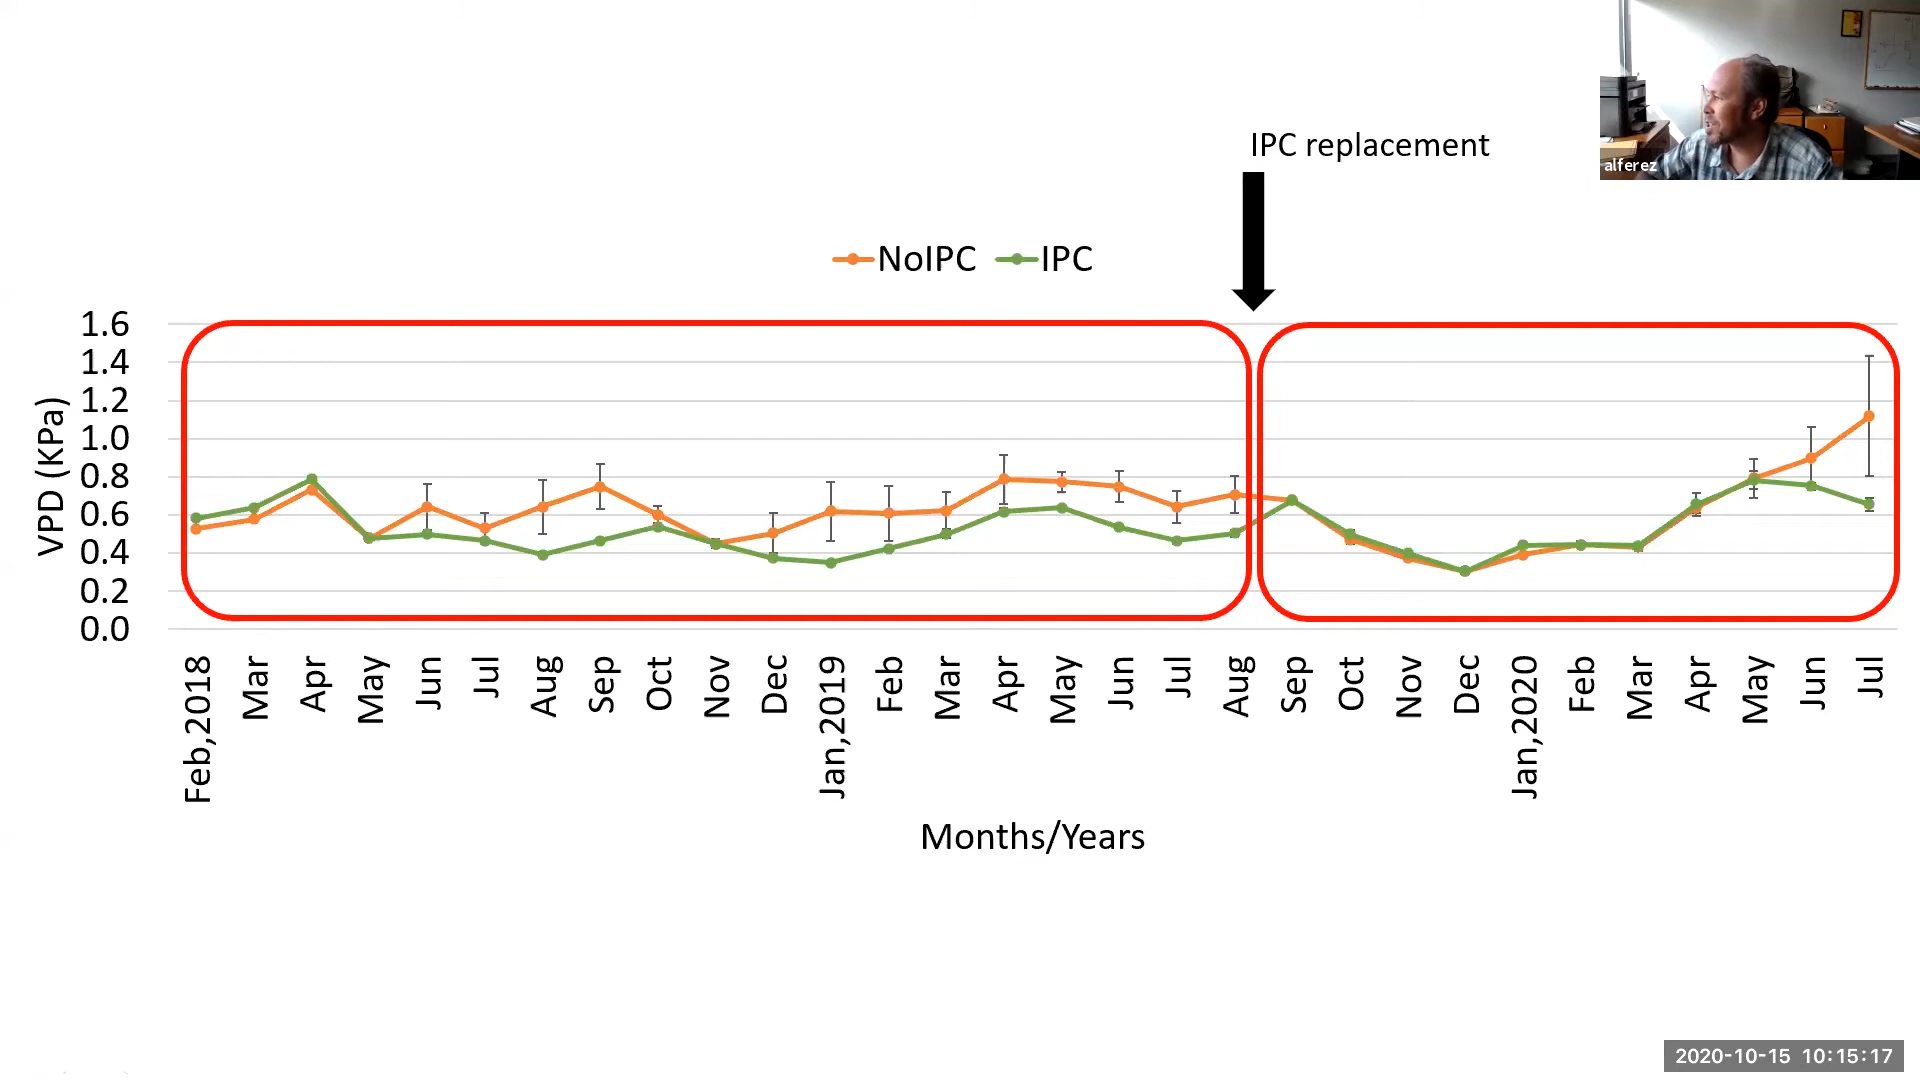 alferez
IPC replacement
NoIPC IPC
1.6
1.4
1.2
1.0
0.8
0.6
0.4
0.2
0.0
VPD (KPa)
Feb,2018 Mar Apr May Jun Jul Aug Sep Oct Nov Dec Jan,2019 Feb Mar Apr May Jun Jul Aug Sep Oct Nov Dec Jan,2020 Feb Mar Apr May Jun Jul
Months/Years
2020-10-15 10:15:17